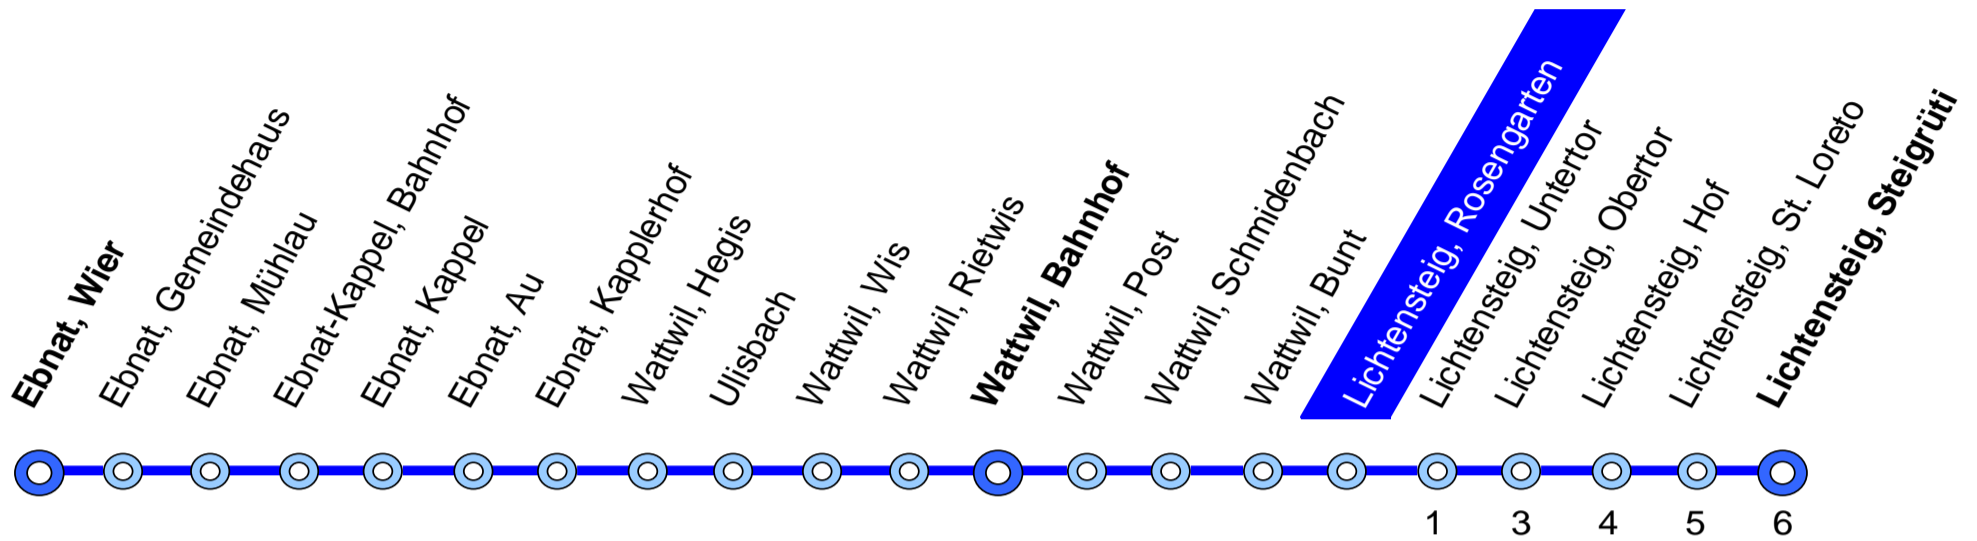 Ebnat, Wier
Ebnat, Gemeindehaus
Ebnat, Mühlau
Ebnat-Kappel, Bahnhof
Ebnat, Kappel
Ebnat, Au
Ebnat, Kapplerhof
Wattwil, Hegis
Ulisbach
Wattwil, Wis
Wattwil, Rietwis
Wattwil, Bahnhof
Wattwil, Post
Wattwil, Schmidenbach
Wattwil, Bunt
Lichtensteig, Rosengarten
Lichtensteig, Untertor
Lichtensteig, Obertor
Lichtensteig, Hof
Lichtensteig, St. Loreto
Lichtensteig, Steigrüti
1 3 4 5 6